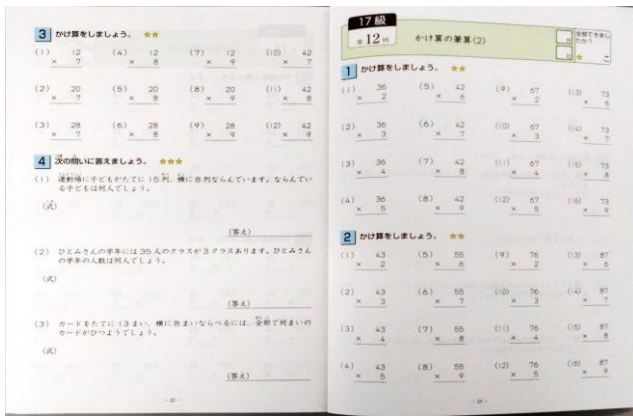 3 かけ算をしましょう。 ★★
(1) 12 (4) 12 (7) 12 (10) 42
× 7 × 8 × 9 × 7
(2) 20 (5) 20 (8) 20 (11) 42
× 7 × 8 × 9 × 8
(3) 28 (6) 28 (9) 28 (12) 42
× 7 × 8 × 9 × 9
4 次の問いに答えましょう。 ★★★
(1) 運動場に子どもがたてに15列、横に8列ならんでいます。ならんでい
る子どもは何人でしょう。
(式)
(答え)
(2) ひとみさんの学年には35人のクラスが3クラスあります。ひとみさん
の学年の人数は何人でしょう。
(式)
(答え)
(3) カードをたてに13まい、横に8まいならべるには、全部で何まいの
カードがひつようでしょう。
(式)
(答え)
17級
第12回 かけ算の筆算(2)
全部できまし
たか?
★ こ
1 かけ算をしましょう。 ★★
(1) 36 (5) 42 (9) 67 (13) 73
× 2 × 6 × 2 × 6
(2) 36 (6) 42 (10) 67 (14) 73
× 3 × 7 × 3 × 7
(3) 36 (7) 42 (11) 67 (15) 73
× 4 × 8 × 4 × 8
(4) 36 (8) 42 (12) 67 (16) 73
× 5 × 9 × 5 × 9
2 かけ算をしましょう。 ★★
(1) 43 (5) 55 (9) 76 (13) 87
× 2 × 6 × 2 × 6
(2) 43 (6) 55 (10) 76 (14) 87
× 3 × 7 × 3 × 7
(3) 43 (7) 55 (11) 76 (15) 87
× 4 × 8 × 4 × 8
(4) 43 (8) 55 (12) 76 (16) 87
× 5 × 9 × 5 × 9